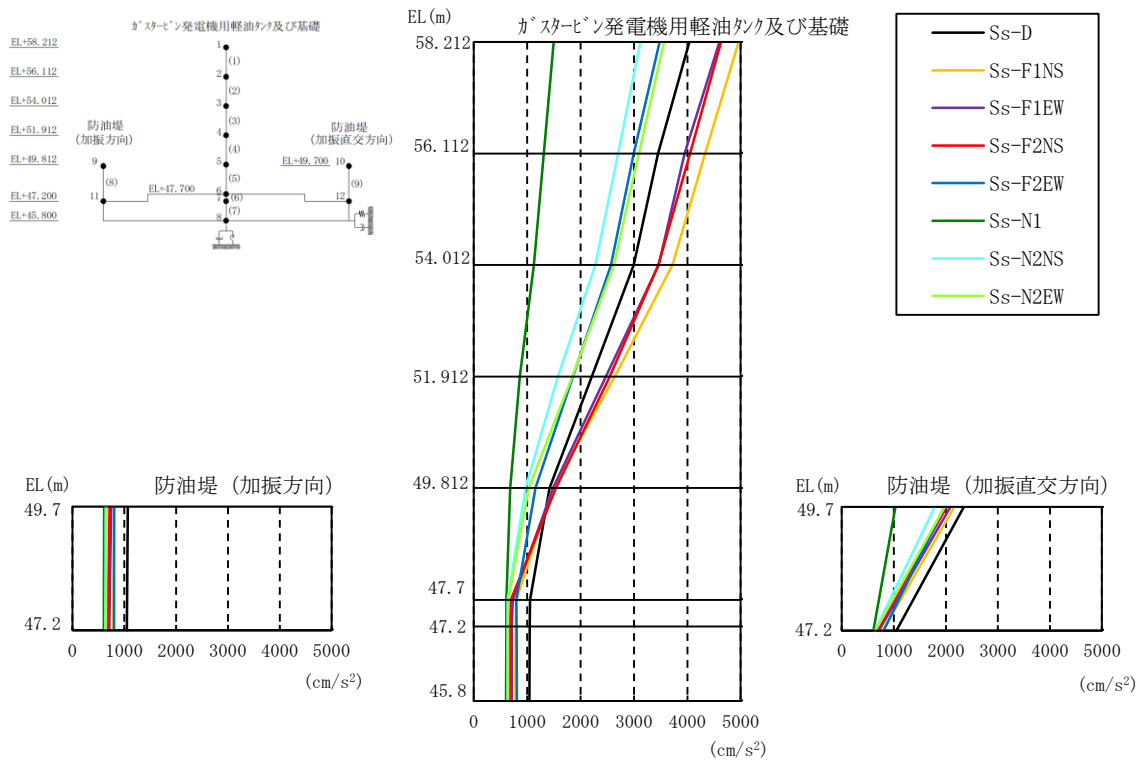 ｶﾞｽﾀｰﾋﾞﾝ発電機用軽油ﾀﾝｸ及び基礎
EL+58.212
EL+56.112
EL+54.012
EL+51.912
EL+49.812
EL+47.200
EL+45.800
防油堤
(加振方向)
防油堤
(加振直交方向)
EL+49.700
EL+47.700
1
(1)
2
(2)
3
(3)
4
(4)
5
(5)
6
(6)
7
(7)
8
9
(8)
11
10
(9)
12
EL(m)
ｶﾞｽﾀｰﾋﾞﾝ発電機用軽油ﾀﾝｸ及び基礎
58.212
56.112
54.012
51.912
49.812
47.7
47.2
45.8
0 1000 2000 3000 4000 5000
(cm/s²)
Ss-D
Ss-F1NS
Ss-F1EW
Ss-F2NS
Ss-F2EW
Ss-N1
Ss-N2NS
Ss-N2EW
EL(m)
防油堤 (加振方向)
49.7
47.2
0 1000 2000 3000 4000 5000
(cm/s²)
EL(m)
防油堤 (加振直交方向)
49.7
47.2
0 1000 2000 3000 4000 5000
(cm/s²)